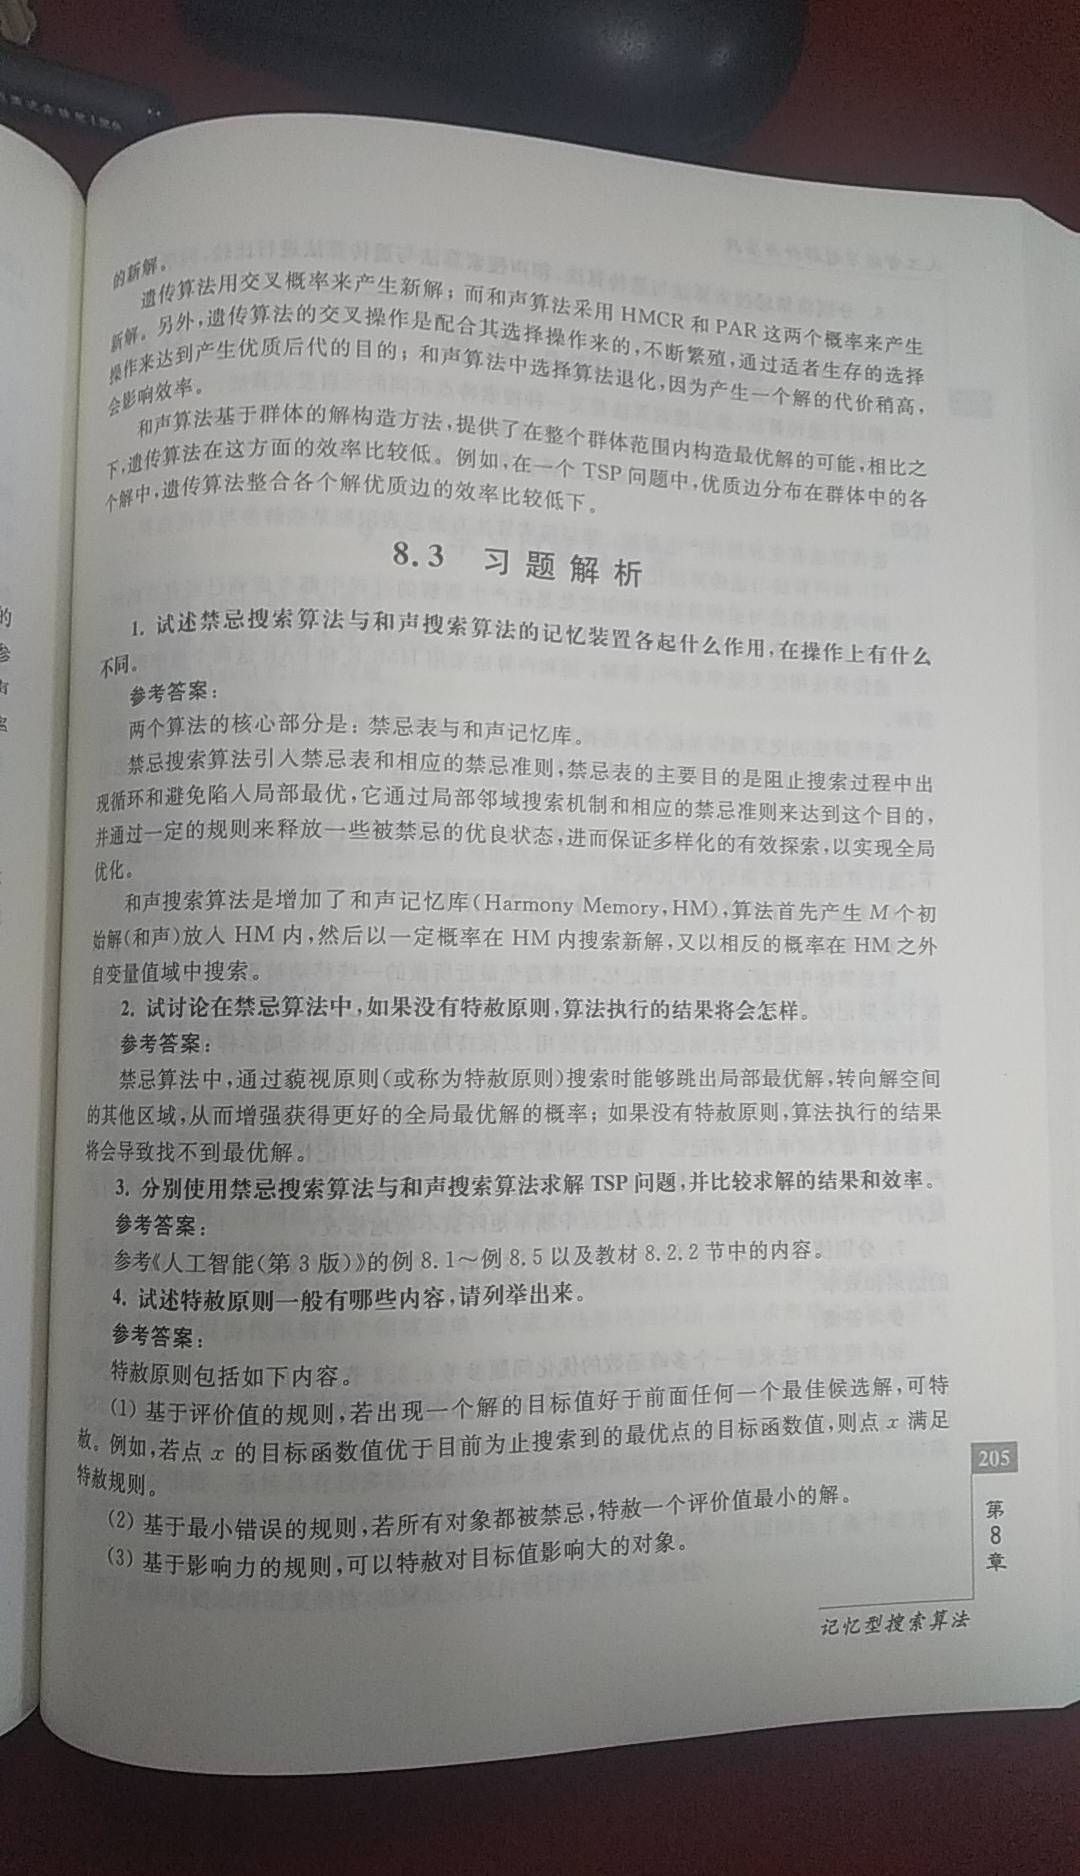 的新解。
遗传算法用交叉概率来产生新解；而和声算法采用 HMCR 和 PAR 这两个概率来产生
新解。另外，遗传算法的交叉操作是配合其选择操作来的，不断繁殖，通过适者生存的选择
操作来达到产生优质后代的目的；和声算法中选择算法退化，因为产生一个解的代价稍高，
会影响效率。
和声算法基于群体的解构造方法，提供了在整个群体范围内构造最优解的可能，相比之
下，遗传算法在这方面的效率比较低。例如，在一个 TSP 问题中，优质边分布在群体中的各
个解中，遗传算法整合各个解优质边的效率比较低下。
8.3 习题解析
1. 试述禁忌搜索算法与和声搜索算法的记忆装置各起什么作用，在操作上有什么
不同。
参考答案：
两个算法的核心部分是：禁忌表与和声记忆库。
禁忌搜索算法引入禁忌表和相应的禁忌准则，禁忌表的主要目的是阻止搜索过程中出
现循环和避免陷入局部最优，它通过局部邻域搜索机制和相应的禁忌准则来达到这个目的，
并通过一定的规则来释放一些被禁忌的优良状态，进而保证多样化的有效探索，以实现全局
优化。
和声搜索算法是增加了和声记忆库(Harmony Memory，HM)，算法首先产生 M 个初
始解(和声)放入 HM 内，然后以一定概率在 HM 内搜索新解，又以相反的概率在 HM 之外
自变量值域中搜索。
2. 试讨论在禁忌算法中，如果没有特赦原则，算法执行的结果将会怎样。
参考答案：
禁忌算法中，通过藐视原则(或称为特赦原则)搜索时能够跳出局部最优解，转向解空间
的其他区域，从而增强获得更好的全局最优解的概率；如果没有特赦原则，算法执行的结果
将会导致找不到最优解。
3. 分别使用禁忌搜索算法与和声搜索算法求解 TSP 问题，并比较求解的结果和效率。
参考答案：
参考《人工智能(第 3 版)》的例 8.1～例 8.5 以及教材 8.2.2 节中的内容。
4. 试述特赦原则一般有哪些内容，请列举出来。
参考答案：
特赦原则包括如下内容。
(1) 基于评价值的规则，若出现一个解的目标值好于前面任何一个最佳候选解，可特
赦。例如，若点 x 的目标函数值优于目前为止搜索到的最优点的目标函数值，则点 x 满足
特赦规则。
(2) 基于最小错误的规则，若所有对象都被禁忌，特赦一个评价值最小的解。
(3) 基于影响力的规则，可以特赦对目标值影响大的对象。
205
第
8
章
记忆型搜索算法